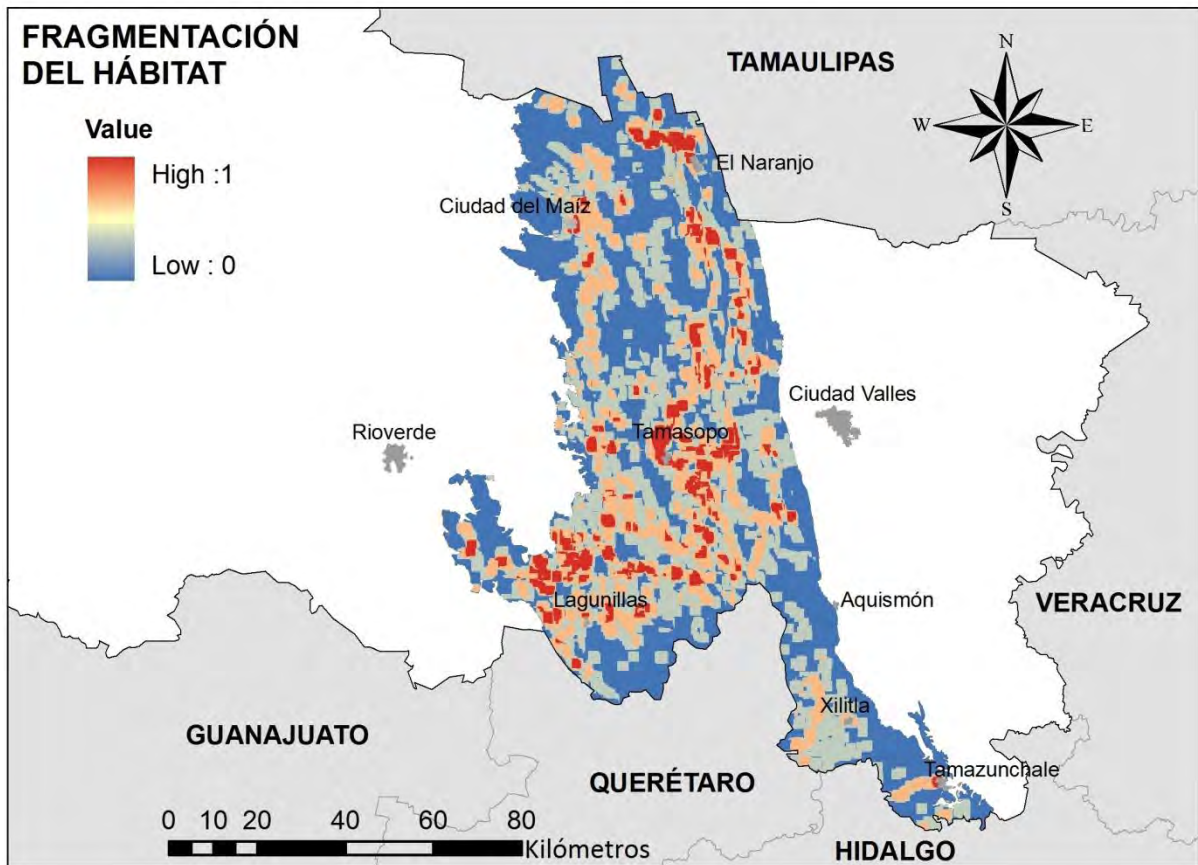 FRAGMENTACIÓN
DEL HÁBITAT
Value
High :1
Low : 0
TAMAULIPAS
N
W
E
S
El Naranjo
Ciudad del Maíz
Ciudad Valles
Rioverde
Tamasopo
Lagunillas
Aquismón
VERACRUZ
Xilitla
GUANAJUATO
QUERÉTARO
Tamazunchale
HIDALGO
0 10 20 40 60 80
Kilómetros